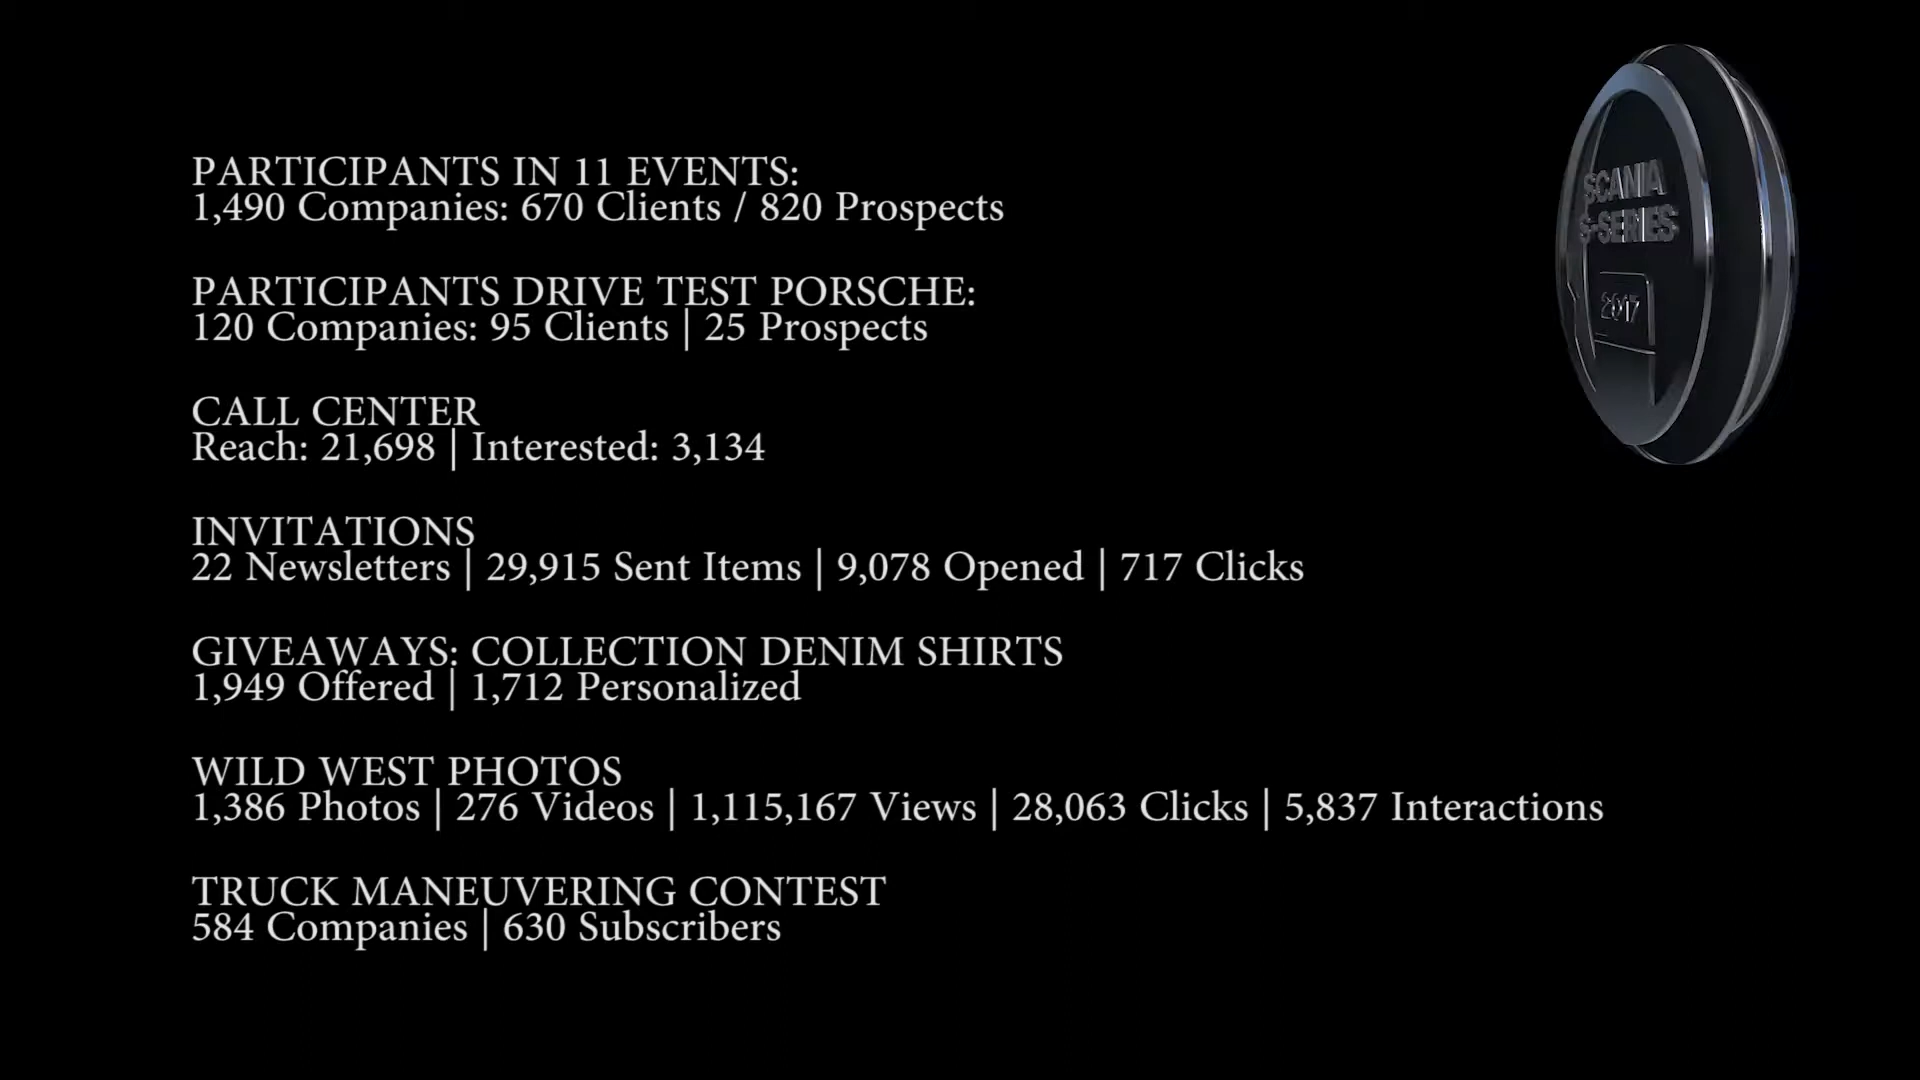 PARTICIPANTS IN 11 EVENTS:
1,490 Companies: 670 Clients / 820 Prospects
PARTICIPANTS DRIVE TEST PORSCHE:
120 Companies: 95 Clients | 25 Prospects
CALL CENTER
Reach: 21,698 | Interested: 3,134
INVITATIONS
22 Newsletters | 29,915 Sent Items | 9,078 Opened | 717 Clicks
GIVEAWAYS: COLLECTION DENIM SHIRTS
1,949 Offered | 1,712 Personalized
WILD WEST PHOTOS
1,386 Photos | 276 Videos | 1,115,167 Views | 28,063 Clicks | 5,837 Interactions
TRUCK MANEUVERING CONTEST
584 Companies | 630 Subscribers
SCANIA
S-SERIES
2017